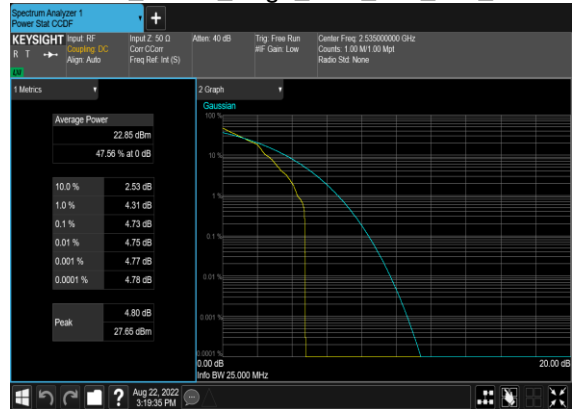 Spectrum Analyzer 1
Power Stat CCDF
KEYSIGHT
R T
LXI
Input: RF
Coupling: DC
Align: Auto
Input Z: 50 Ω
Corr CCorr
Freq Ref: Int (S)
Atten: 40 dB
Trig: Free Run
#IF Gain: Low
Center Freq: 2.535000000 GHz
Counts: 1.00 M/1.00 Mpt
Radio Std: None
1 Metrics
Average Power
22.85 dBm
47.56 % at 0 dB
10.0 % 2.53 dB
1.0 % 4.31 dB
0.1 % 4.73 dB
0.01 % 4.75 dB
0.001 % 4.77 dB
0.0001 % 4.78 dB
Peak
4.80 dB
27.65 dBm
2 Graph
Gaussian
100 %
10 %
1 %
0.1 %
0.01 %
0.001 %
0.0001 %
0.00 dB 20.00 dB
Info BW 25.000 MHz
?
Aug 22, 2022
3:19:35 PM